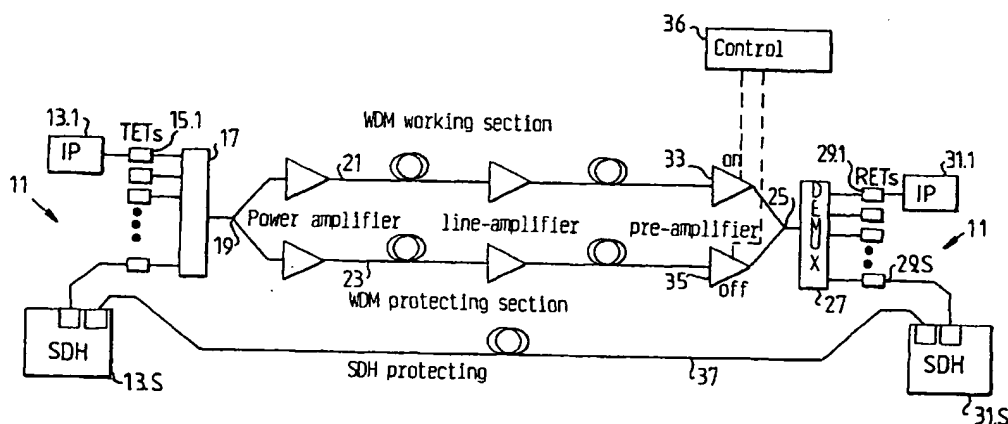 36
Control
13.1
IP
TETs
15.1
17
WDM working section
21
33
on
25
29.1
RETs
31.1
IP
11
19
Power amplifier
line-amplifier
pre-amplifier
DEMUX
11
23
WDM protecting section
35
off
27
29.S
SDH
13.S
SDH protecting
37
SDH
31.S